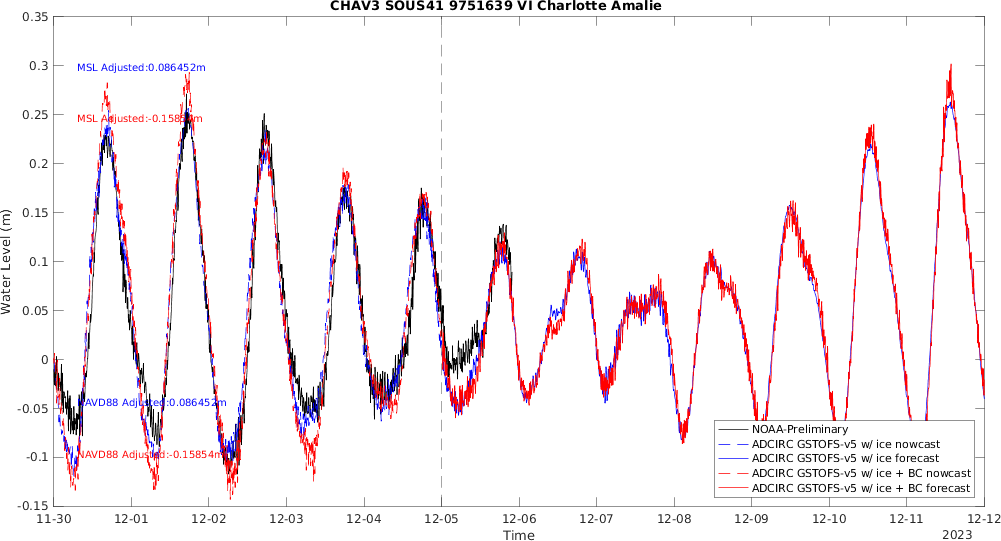 CHAV3 SOUS41 9751639 VI Charlotte Amalie
0.35
0.3
0.25
0.2
0.15
0.1
0.05
0
-0.05
-0.1
-0.15
Water Level (m)
MSL Adjusted:0.086452m
MSL Adjusted:-0.15854m
NAVD88 Adjusted:0.086452m
NAVD88 Adjusted:-0.15854m
NOAA-Preliminary
ADCIRC GSTOFS-v5 w/ ice nowcast
ADCIRC GSTOFS-v5 w/ ice forecast
ADCIRC GSTOFS-v5 w/ ice + BC nowcast
ADCIRC GSTOFS-v5 w/ ice + BC forecast
11-30 12-01 12-02 12-03 12-04 12-05 12-06 12-07 12-08 12-09 12-10 12-11 12-12
Time
2023